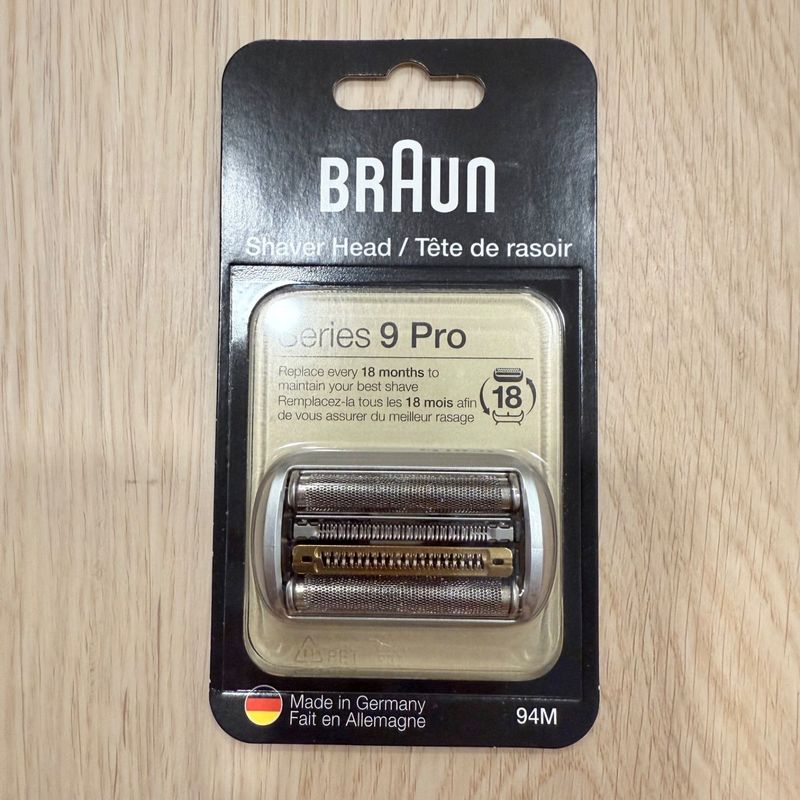 BRAUN
Shaver Head / Tête de rasoir
Series 9 Pro
Replace every 18 months to
maintain your best shave
Remplacez-la tous les 18 mois afin
de vous assurer du meilleur rasage
18
PET
Made in Germany
Fait en Allemagne
94M